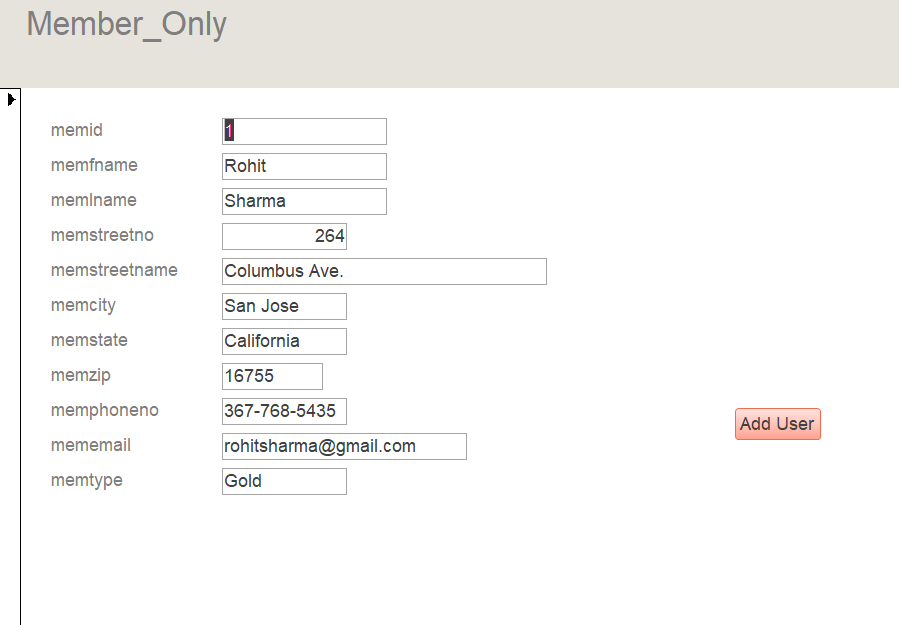 Member_Only
memid 1
memfname Rohit
memlname Sharma
memstreetno 264
memstreetname Columbus Ave.
memcity San Jose
memstate California
memzip 16755
memphoneno 367-768-5435
mememail rohitsharma@gmail.com
memtype Gold
Add User